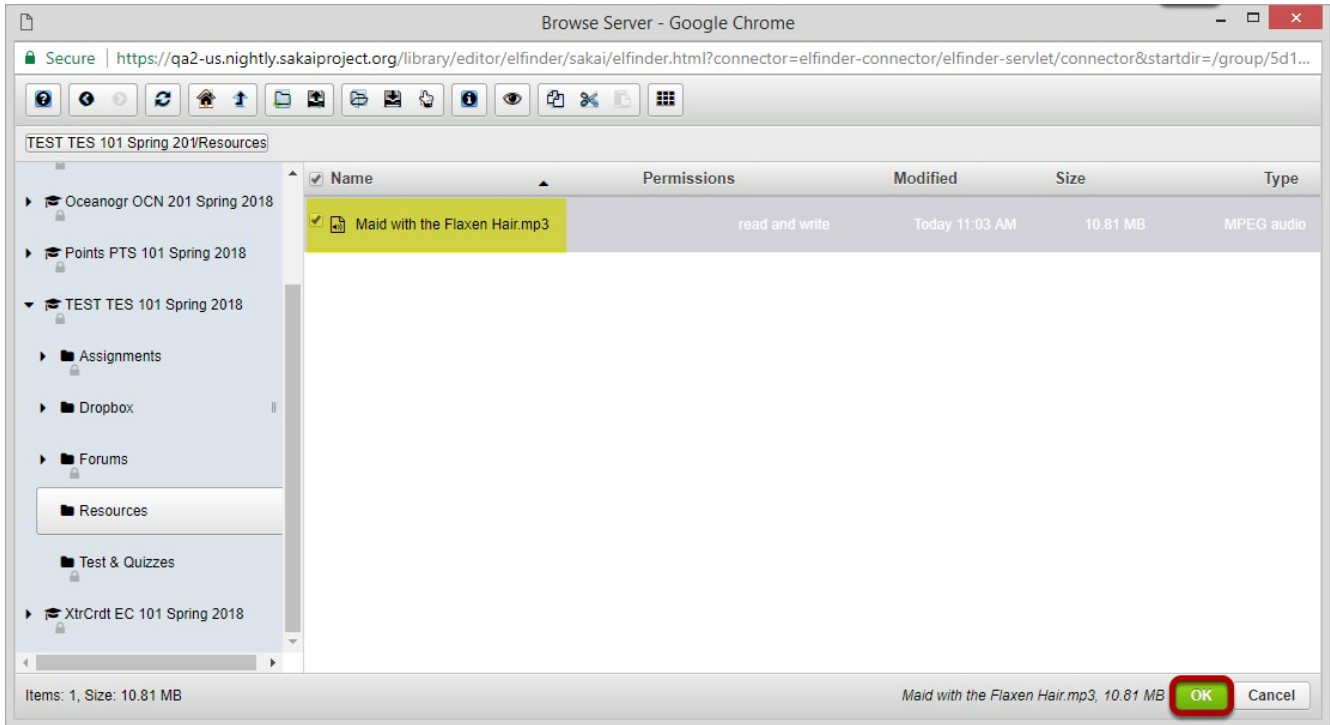 Browse Server - Google Chrome
Secure | https://qa2-us.nightly.sakaiproject.org/library/editor/elfinder/sakai/elfinder.html?connector=elfinder-connector/elfinder-servlet/connector&startdir=/group/5d1...
TEST TES 101 Spring 201/Resources
Name Permissions Modified Size Type
Oceanogr OCN 201 Spring 2018
Maid with the Flaxen Hair.mp3 read and write Today 11:03 AM 10.81 MB MPEG audio
Points PTS 101 Spring 2018
TEST TES 101 Spring 2018
Assignments
Dropbox
Forums
Resources
Test & Quizzes
XtrCrdt EC 101 Spring 2018
Items: 1, Size: 10.81 MB Maid with the Flaxen Hair.mp3, 10.81 MB OK Cancel